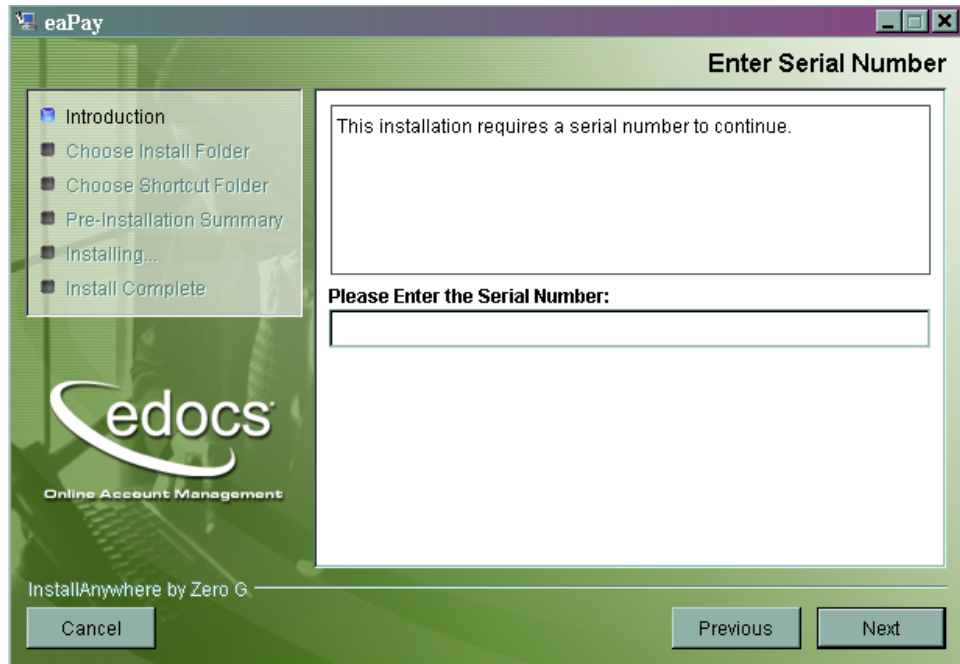 eaPay
Enter Serial Number
Introduction
Choose Install Folder
Choose Shortcut Folder
Pre-Installation Summary
Installing...
Install Complete
This installation requires a serial number to continue.
Please Enter the Serial Number:
edocs
Online Account Management
InstallAnywhere by Zero G
Cancel
Previous
Next